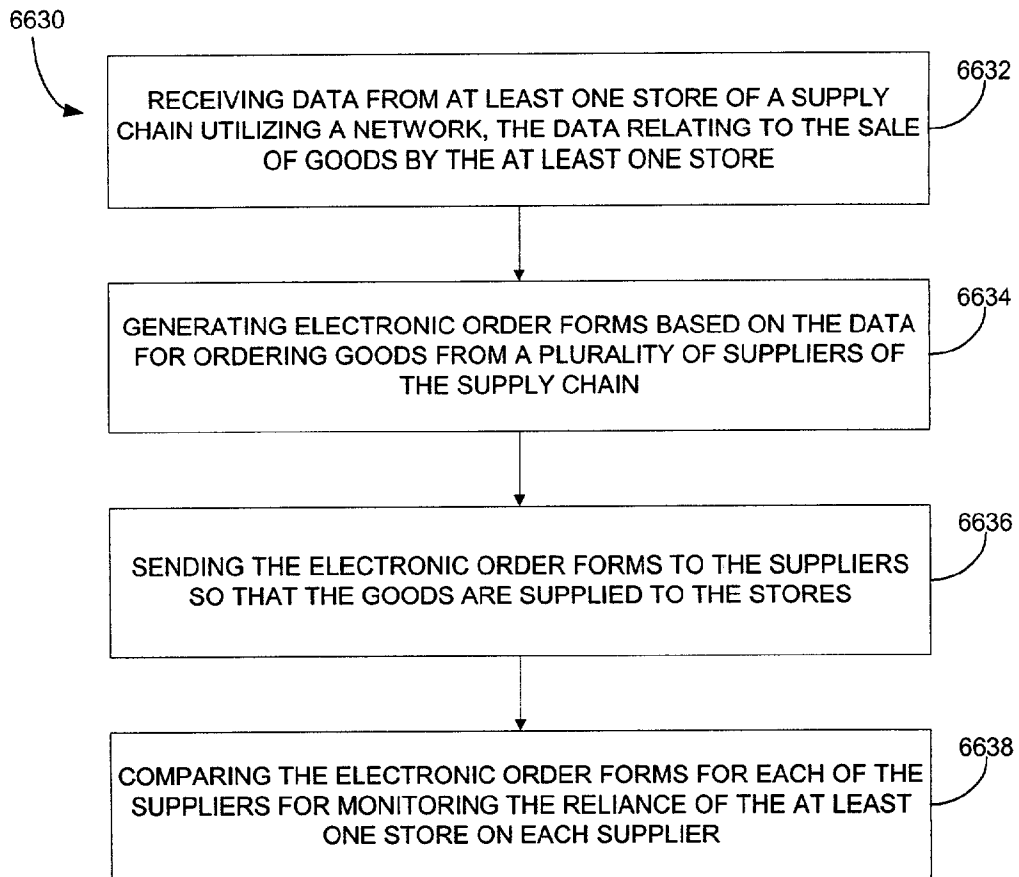 6630
6632
RECEIVING DATA FROM AT LEAST ONE STORE OF A SUPPLY
CHAIN UTILIZING A NETWORK, THE DATA RELATING TO THE SALE
OF GOODS BY THE AT LEAST ONE STORE
6634
GENERATING ELECTRONIC ORDER FORMS BASED ON THE DATA
FOR ORDERING GOODS FROM A PLURALITY OF SUPPLIERS OF
THE SUPPLY CHAIN
6636
SENDING THE ELECTRONIC ORDER FORMS TO THE SUPPLIERS
SO THAT THE GOODS ARE SUPPLIED TO THE STORES
6638
COMPARING THE ELECTRONIC ORDER FORMS FOR EACH OF THE
SUPPLIERS FOR MONITORING THE RELIANCE OF THE AT LEAST
ONE STORE ON EACH SUPPLIER